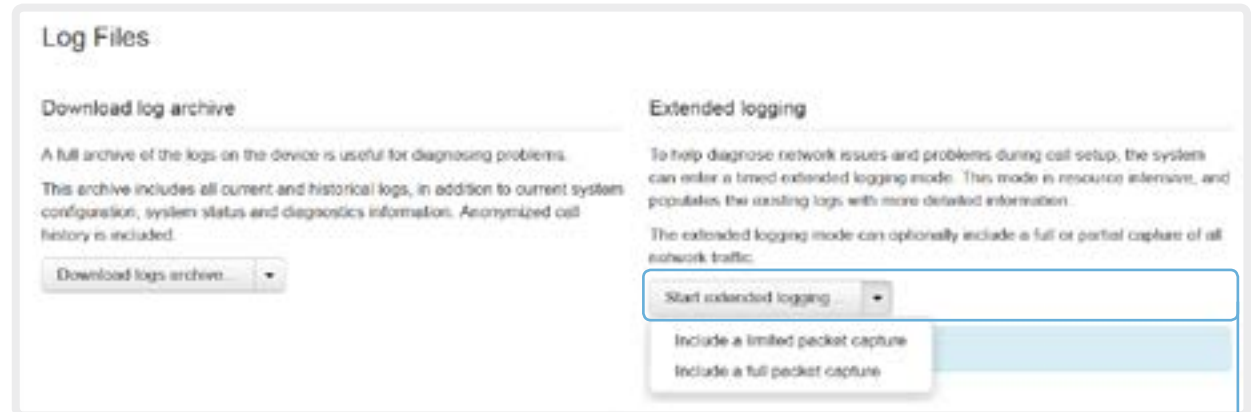 Log Files
Download log archive
A full archive of the logs on the device is useful for diagnosing problems.
This archive includes all current and historical logs, in addition to current system
configuration, system status and diagnostics information. Anonymized call
history is included.
Download logs archive...
Extended logging
To help diagnose network issues and problems during call setup, the system
can enter a timed extended logging mode. This mode is resource intensive, and
populates the existing logs with more detailed information.
The extended logging mode can optionally include a full or partial capture of all
network traffic.
Start extended logging...
Include a limited packet capture
Include a full packet capture